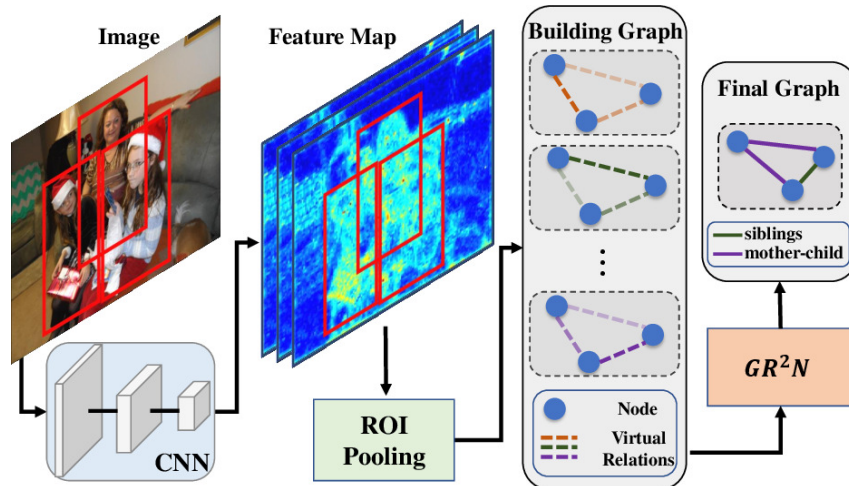 Image
Feature Map
Building Graph
Final Graph
siblings
mother-child
GR²N
Node
Virtual
Relations
ROI
Pooling
CNN